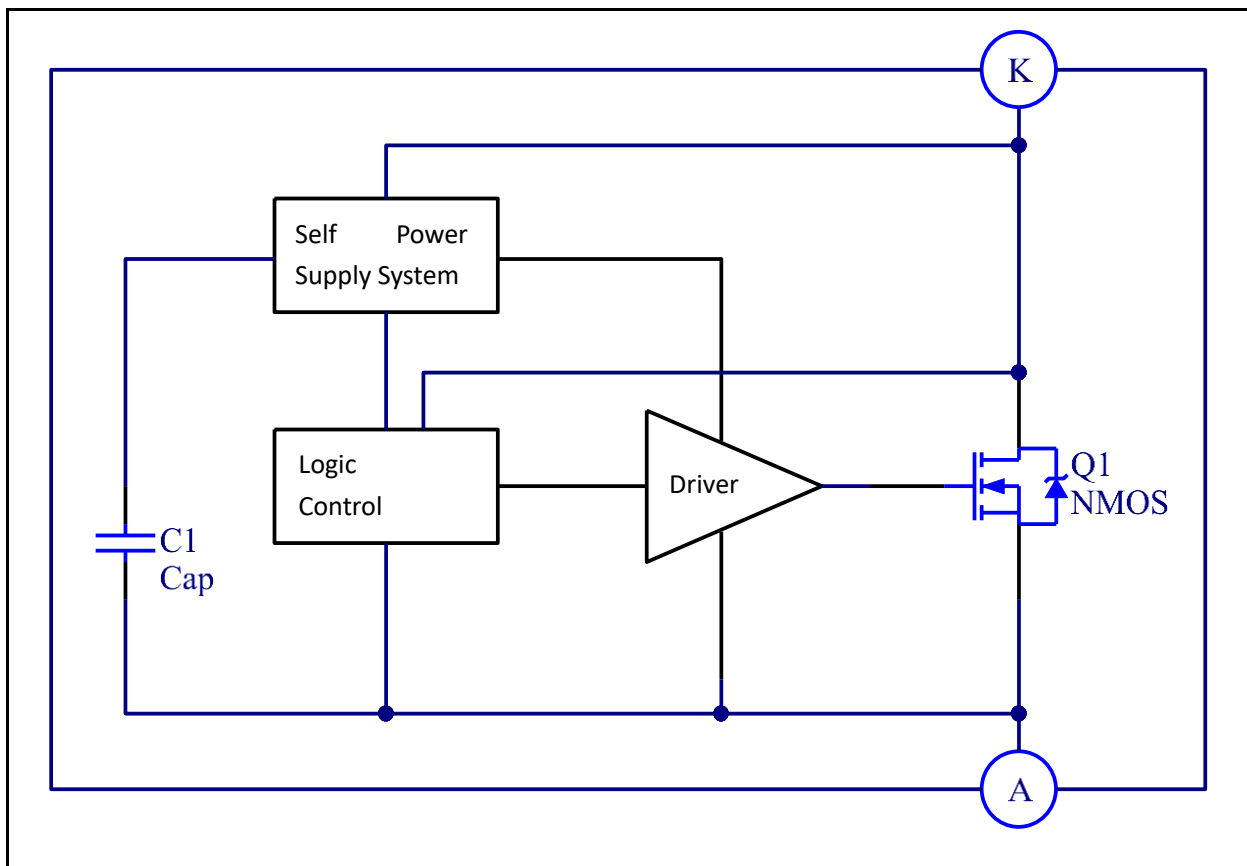 K
Self Power
Supply System
Logic
Control
Driver
Q1
NMOS
C1
Cap
A